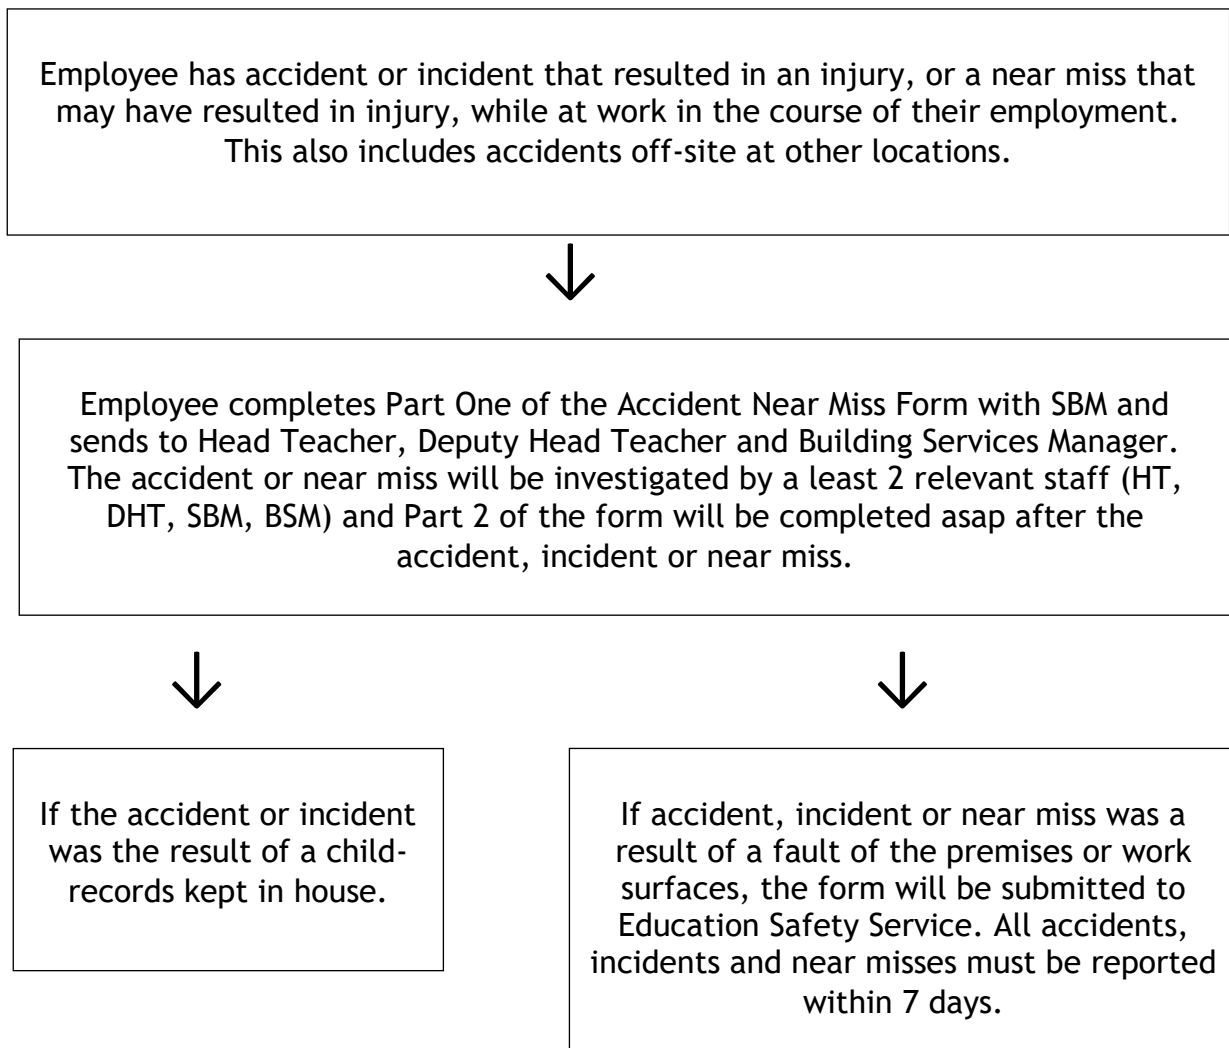 Employee has accident or incident that resulted in an injury, or a near miss that
may have resulted in injury, while at work in the course of their employment.
This also includes accidents off-site at other locations.
Employee completes Part One of the Accident Near Miss Form with SBM and
sends to Head Teacher, Deputy Head Teacher and Building Services Manager.
The accident or near miss will be investigated by a least 2 relevant staff (HT,
DHT, SBM, BSM) and Part 2 of the form will be completed asap after the
accident, incident or near miss.
If the accident or incident
was the result of a child-
records kept in house.
If accident, incident or near miss was a
result of a fault of the premises or work
surfaces, the form will be submitted to
Education Safety Service. All accidents,
incidents and near misses must be reported
within 7 days.